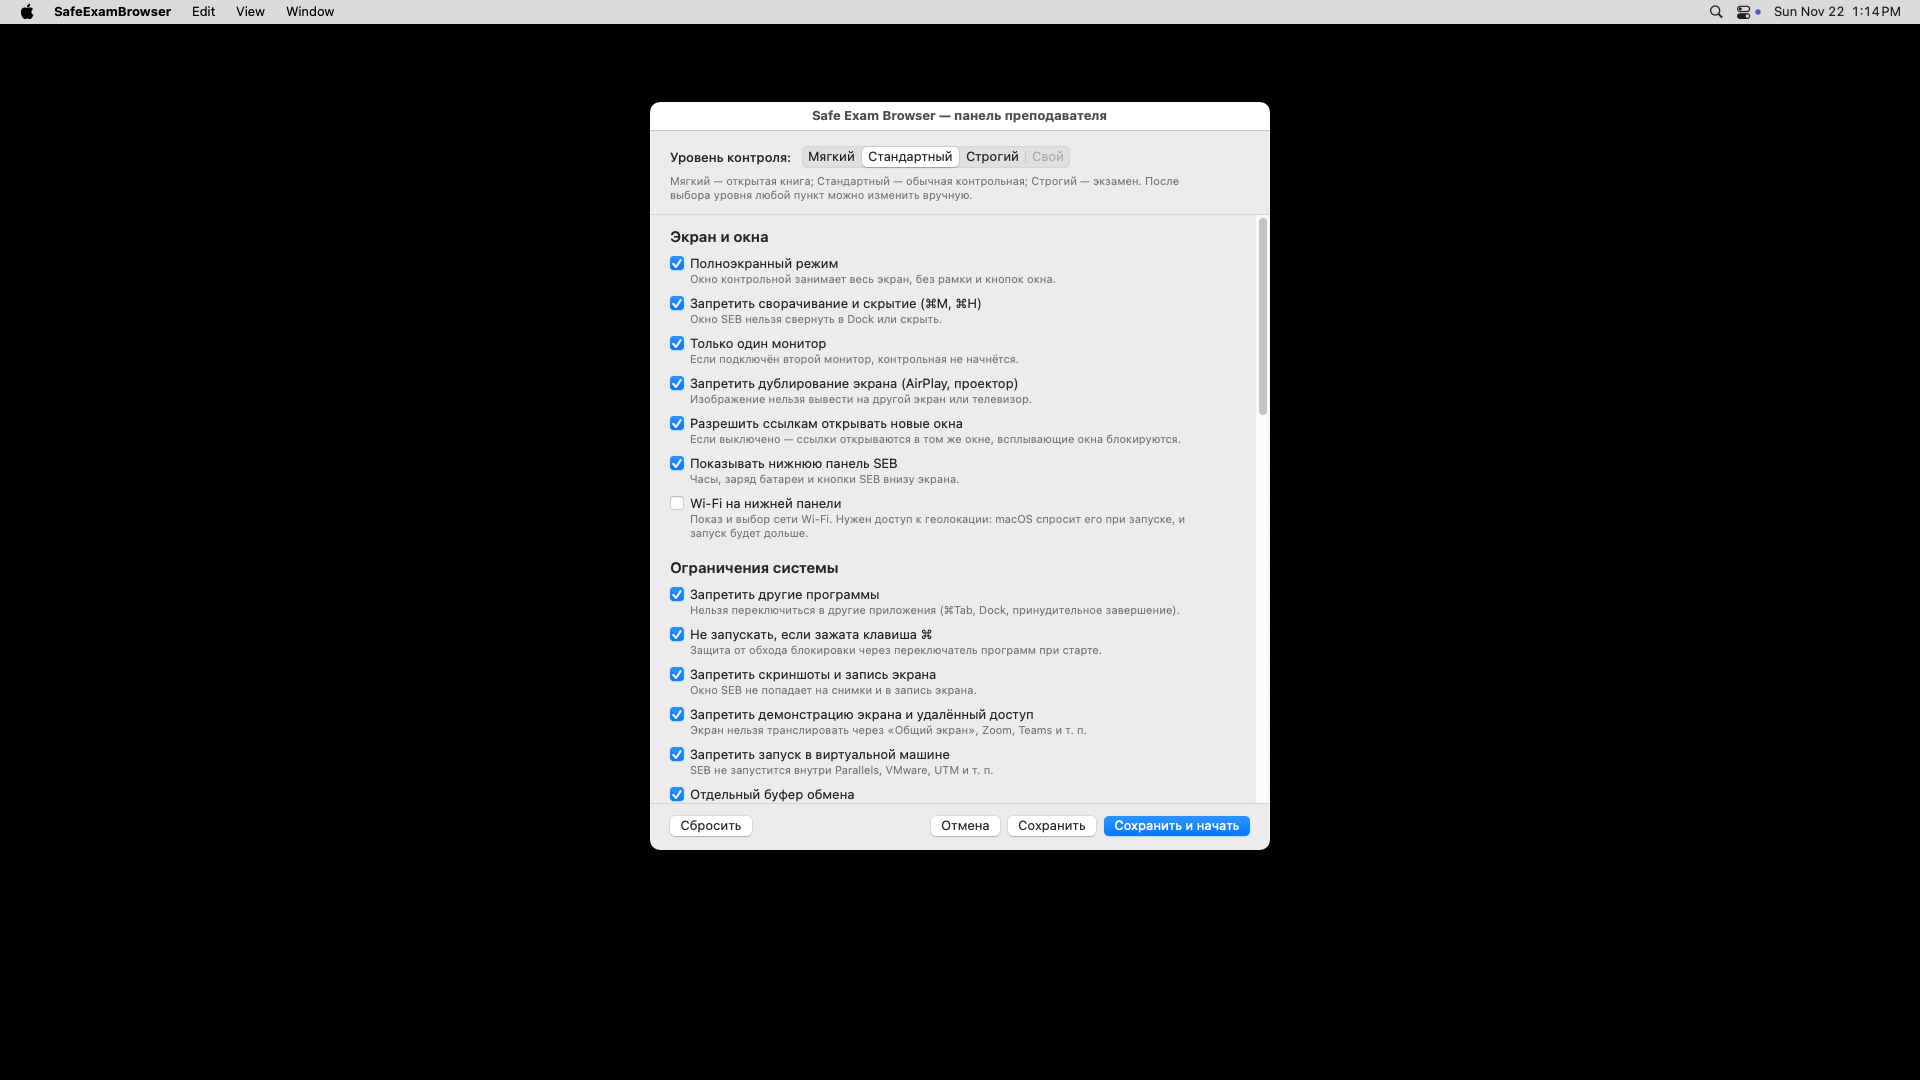 SafeExamBrowser Edit View Window Sun Nov 22 1:14 PM
Safe Exam Browser — панель преподавателя
Уровень контроля: Мягкий Стандартный Строгий Свой
Мягкий — открытая книга; Стандартный — обычная контрольная; Строгий — экзамен. После
выбора уровня любой пункт можно изменить вручную.
Экран и окна
Полноэкранный режим
Окно контрольной занимает весь экран, без рамки и кнопок окна.
Запретить сворачивание и скрытие (⌘M, ⌘H)
Окно SEB нельзя свернуть в Dock или скрыть.
Только один монитор
Если подключён второй монитор, контрольная не начнётся.
Запретить дублирование экрана (AirPlay, проектор)
Изображение нельзя вывести на другой экран или телевизор.
Разрешить ссылкам открывать новые окна
Если выключено — ссылки открываются в том же окне, всплывающие окна блокируются.
Показывать нижнюю панель SEB
Часы, заряд батареи и кнопки SEB внизу экрана.
Wi-Fi на нижней панели
Показ и выбор сети Wi-Fi. Нужен доступ к геолокации: macOS спросит его при запуске, и
запуск будет дольше.
Ограничения системы
Запретить другие программы
Нельзя переключиться в другие приложения (⌘Tab, Dock, принудительное завершение).
Не запускать, если зажата клавиша ⌘
Защита от обхода блокировки через переключатель программ при старте.
Запретить скриншоты и запись экрана
Окно SEB не попадает на снимки и в запись экрана.
Запретить демонстрацию экрана и удалённый доступ
Экран нельзя транслировать через «Общий экран», Zoom, Teams и т. п.
Запретить запуск в виртуальной машине
SEB не запустится внутри Parallels, VMware, UTM и т. п.
Отдельный буфер обмена
Сбросить Отмена Сохранить Сохранить и начать